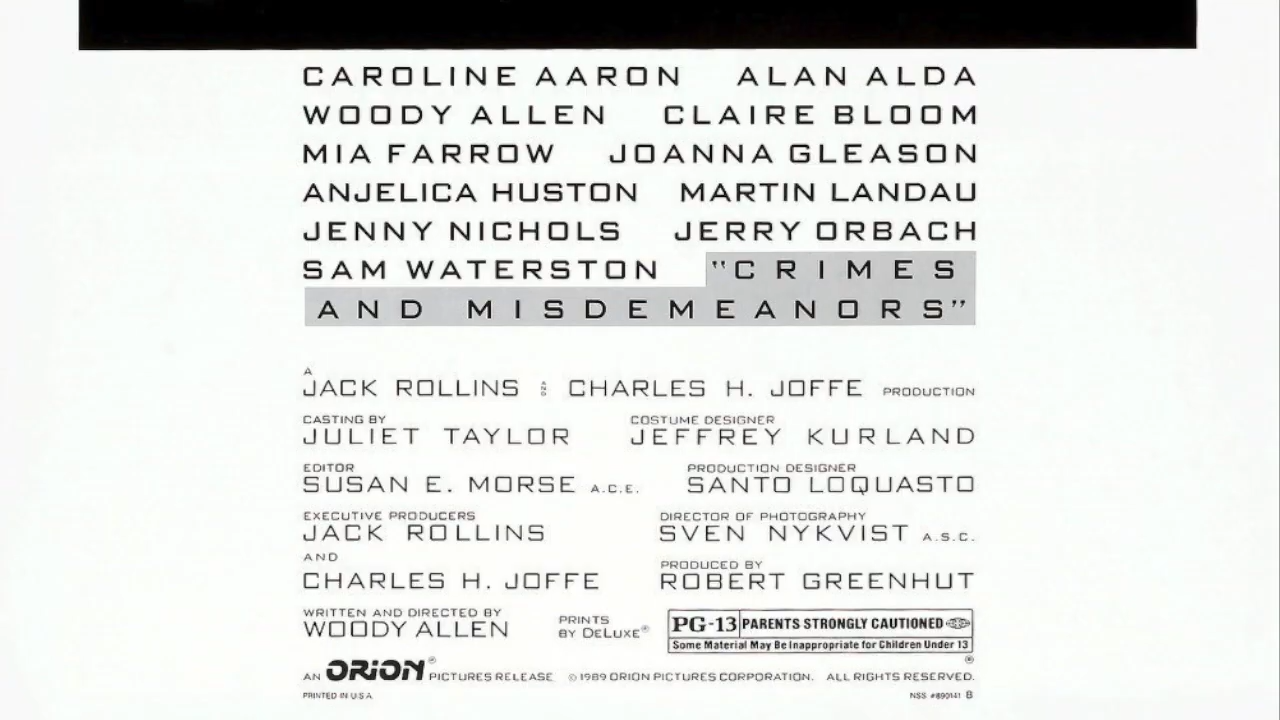 CAROLINE AARON ALAN ALDA
WOODY ALLEN CLAIRE BLOOM
MIA FARROW JOANNA GLEASON
ANJELICA HUSTON MARTIN LANDAU
JENNY NICHOLS JERRY ORBACH
SAM WATERSTON "CRIMES
AND MISDEMEANORS"
A
JACK ROLLINS AND CHARLES H. JOFFE PRODUCTION
CASTING BY COSTUME DESIGNER
JULIET TAYLOR JEFFREY KURLAND
EDITOR PRODUCTION DESIGNER
SUSAN E. MORSE A.C.E. SANTO LOQUASTO
EXECUTIVE PRODUCERS DIRECTOR OF PHOTOGRAPHY
JACK ROLLINS SVEN NYKVIST A.S.C.
AND PRODUCED BY
CHARLES H. JOFFE ROBERT GREENHUT
WRITTEN AND DIRECTED BY PRINTS
WOODY ALLEN BY DELUXE®
PG-13 PARENTS STRONGLY CAUTIONED
Some Material May Be Inappropriate for Children Under 13
®
AN ORION® PICTURES RELEASE © 1989 ORION PICTURES CORPORATION. ALL RIGHTS RESERVED.
PRINTED IN U.S.A. NSS #890141 8